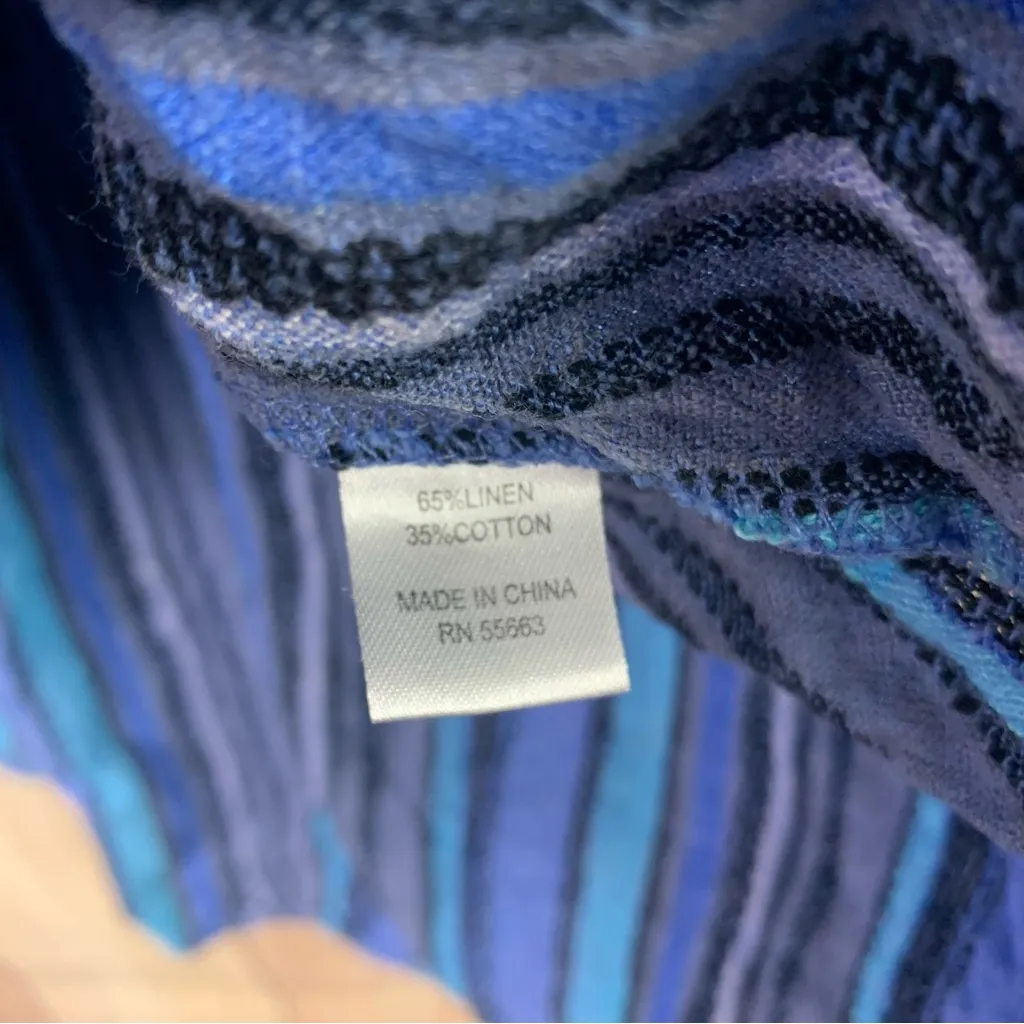 65%LINEN
35%COTTON
MADE IN CHINA
RN 55663